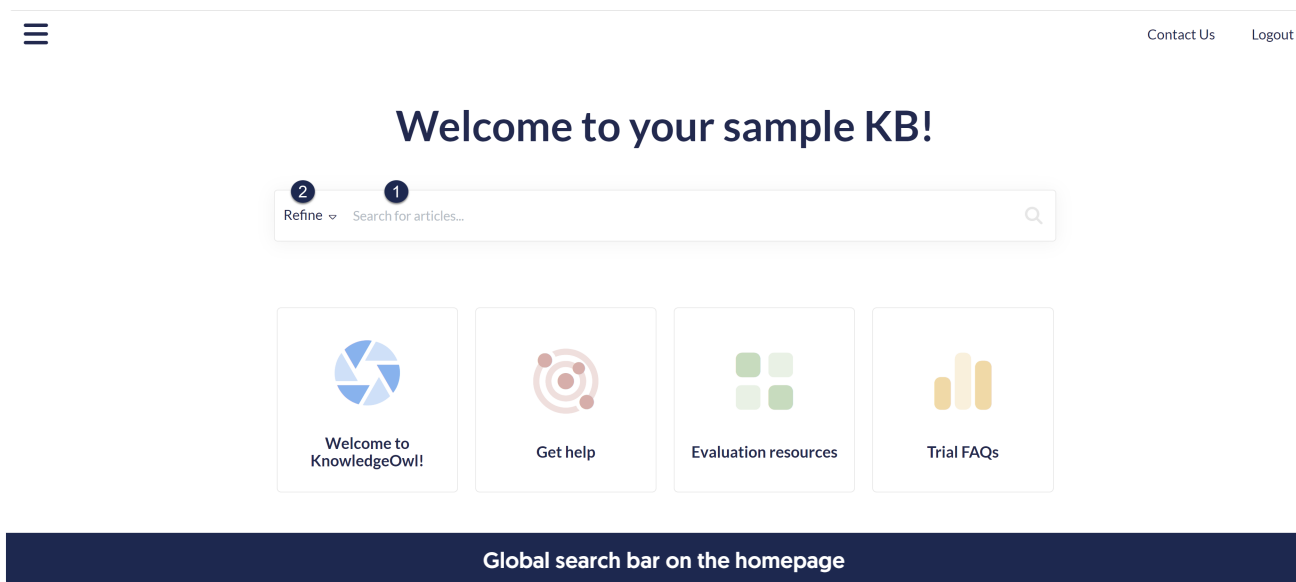 Contact Us Logout
Welcome to your sample KB!
2 1
Refine Search for articles...
Welcome to
KnowledgeOwl!
Get help
Evaluation resources
Trial FAQs
Global search bar on the homepage